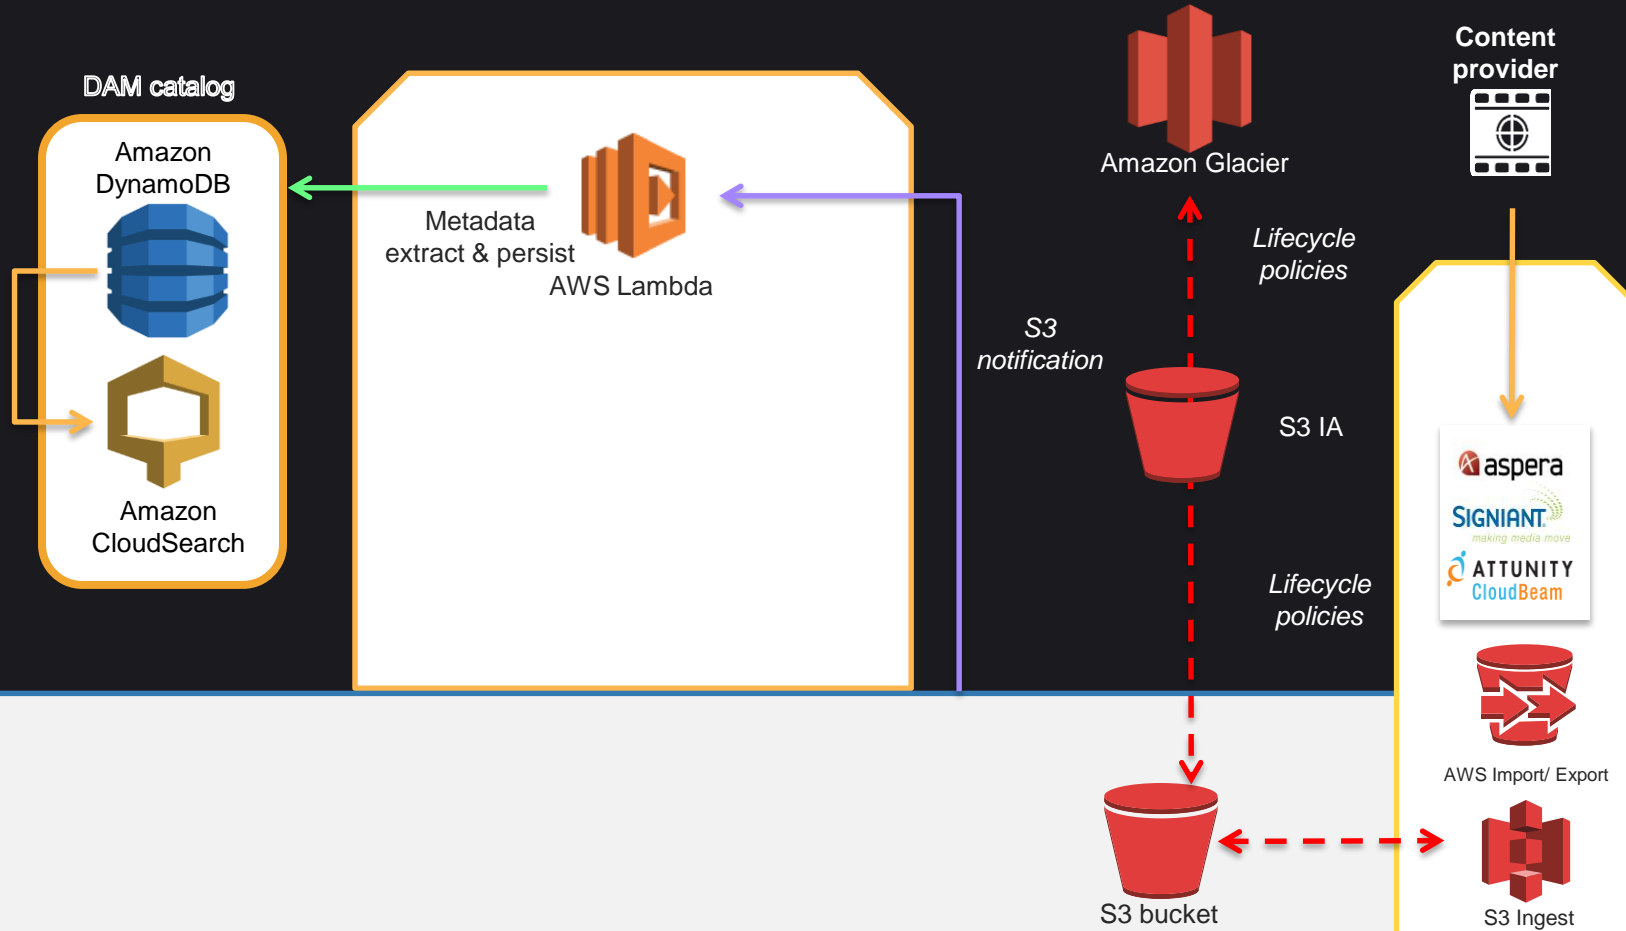 DAM catalog
Amazon
DynamoDB
Amazon
CloudSearch
Metadata
extract & persist
AWS Lambda
S3
notification
Amazon Glacier
Lifecycle
policies
S3 IA
Lifecycle
policies
S3 bucket
Content
provider
aspera
SIGNIANT
making media move
ATTUNITY
CloudBeam
AWS Import/ Export
S3 Ingest